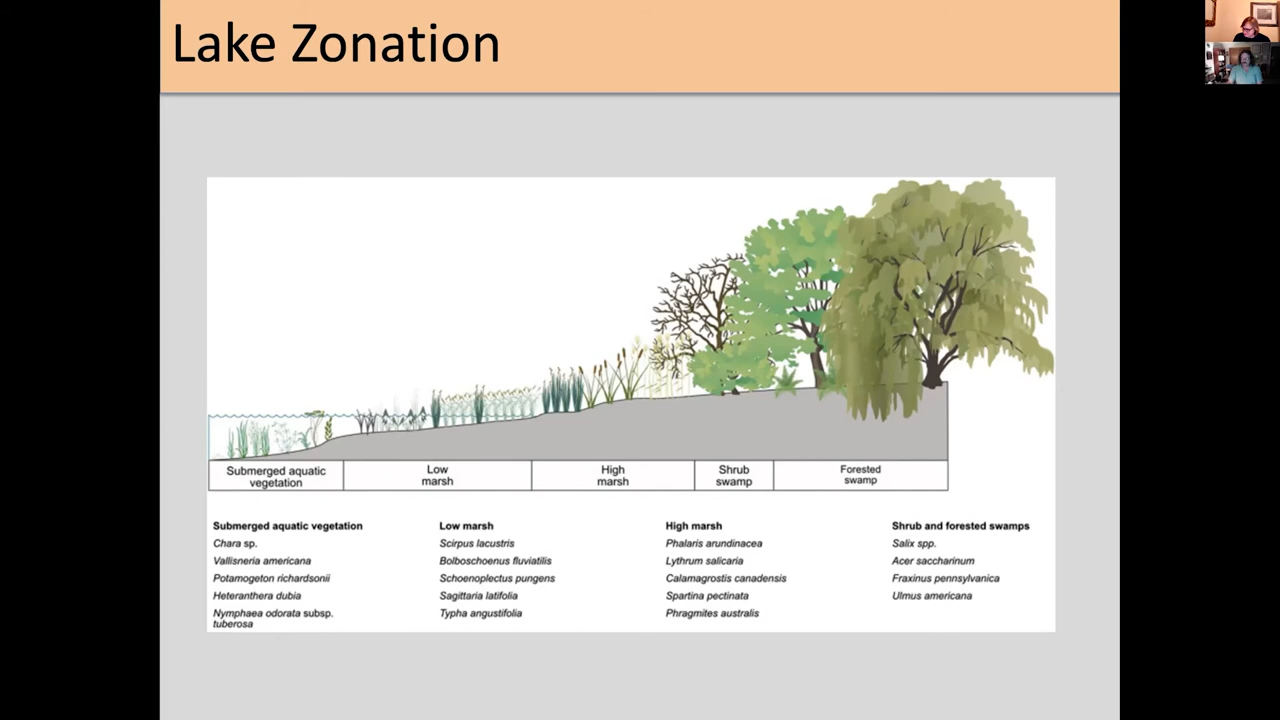 Lake Zonation
Submerged aquatic
vegetation
Low
marsh
High
marsh
Shrub
swamp
Forested
swamp
Submerged aquatic vegetation
Chara sp.
Vallisneria americana
Potamogeton richardsonii
Heteranthera dubia
Nymphaea odorata subsp.
tuberosa
Low marsh
Scirpus lacustris
Bolboschoenus fluviatilis
Schoenoplectus pungens
Sagittaria latifolia
Typha angustifolia
High marsh
Phalaris arundinacea
Lythrum salicaria
Calamagrostis canadensis
Spartina pectinata
Phragmites australis
Shrub and forested swamps
Salix spp.
Acer saccharinum
Fraxinus pennsylvanica
Ulmus americana